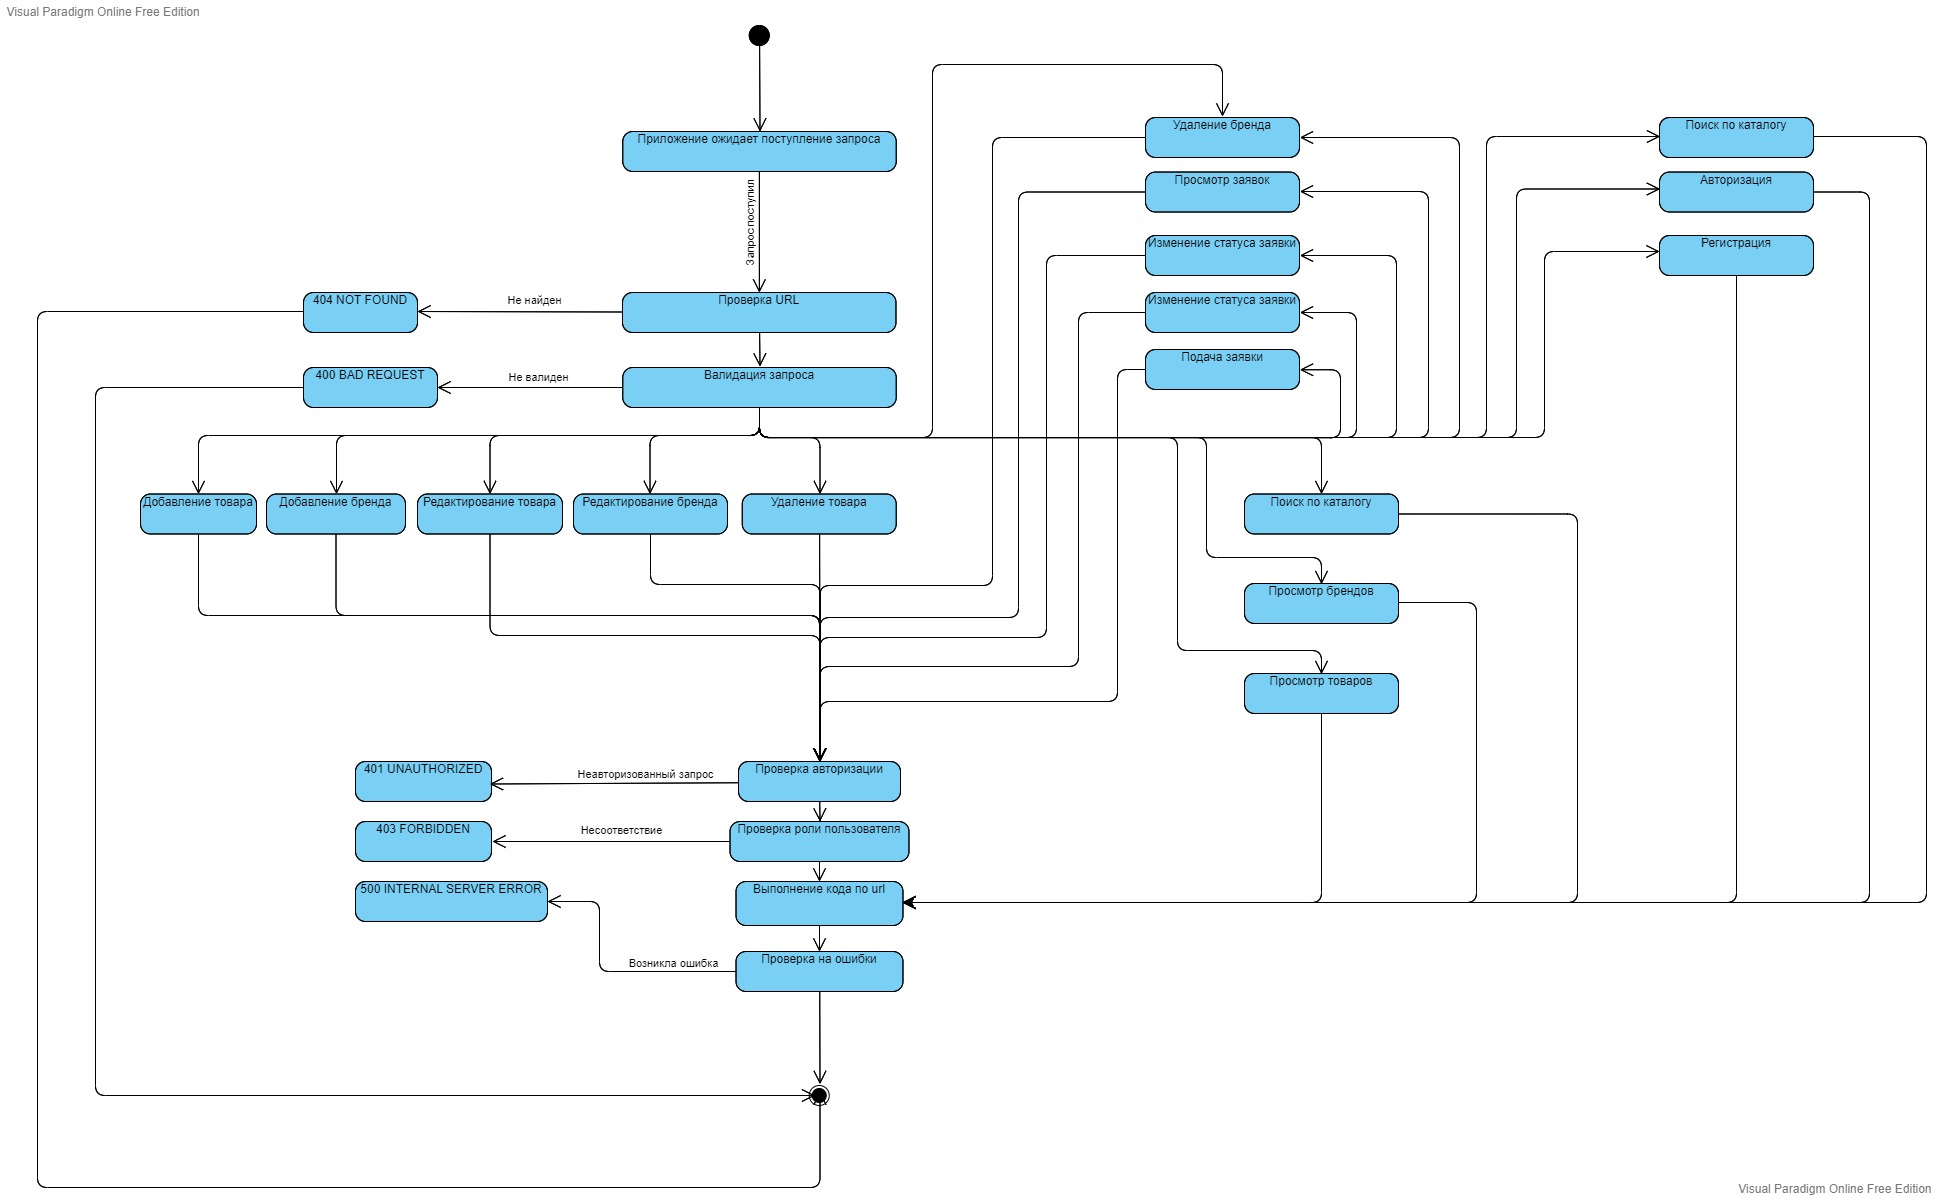 Visual Paradigm Online Free Edition
Удаление бренда
Поиск по каталогу
Приложение ожидает поступление запроса
Просмотр заявок
Авторизация
Запрос поступил
Изменение статуса заявки
Регистрация
404 NOT FOUND
Не найден
Проверка URL
Изменение статуса заявки
Подача заявки
400 BAD REQUEST
Не валиден
Валидация запроса
Добавление товара
Добавление бренда
Редактирование товара
Редактирование бренда
Удаление товара
Поиск по каталогу
Просмотр брендов
Просмотр товаров
401 UNAUTHORIZED
Неавторизованный запрос
Проверка авторизации
403 FORBIDDEN
Несоответствие
Проверка роли пользователя
500 INTERNAL SERVER ERROR
Выполнение кода по url
Возникла ошибка
Проверка на ошибки
Visual Paradigm Online Free Edition